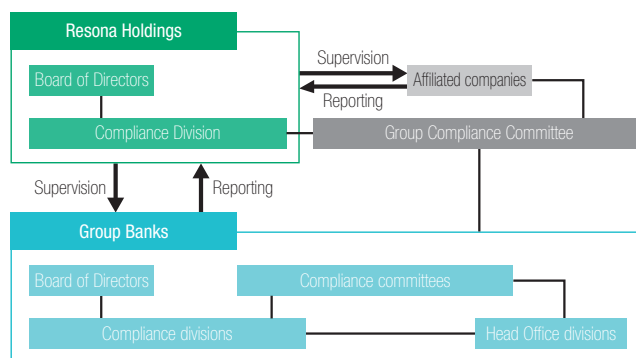 Resona Holdings
Board of Directors
Compliance Division
Supervision
Reporting
Affiliated companies
Group Compliance Committee
Supervision
Reporting
Group Banks
Board of Directors
Compliance committees
Compliance divisions
Head Office divisions